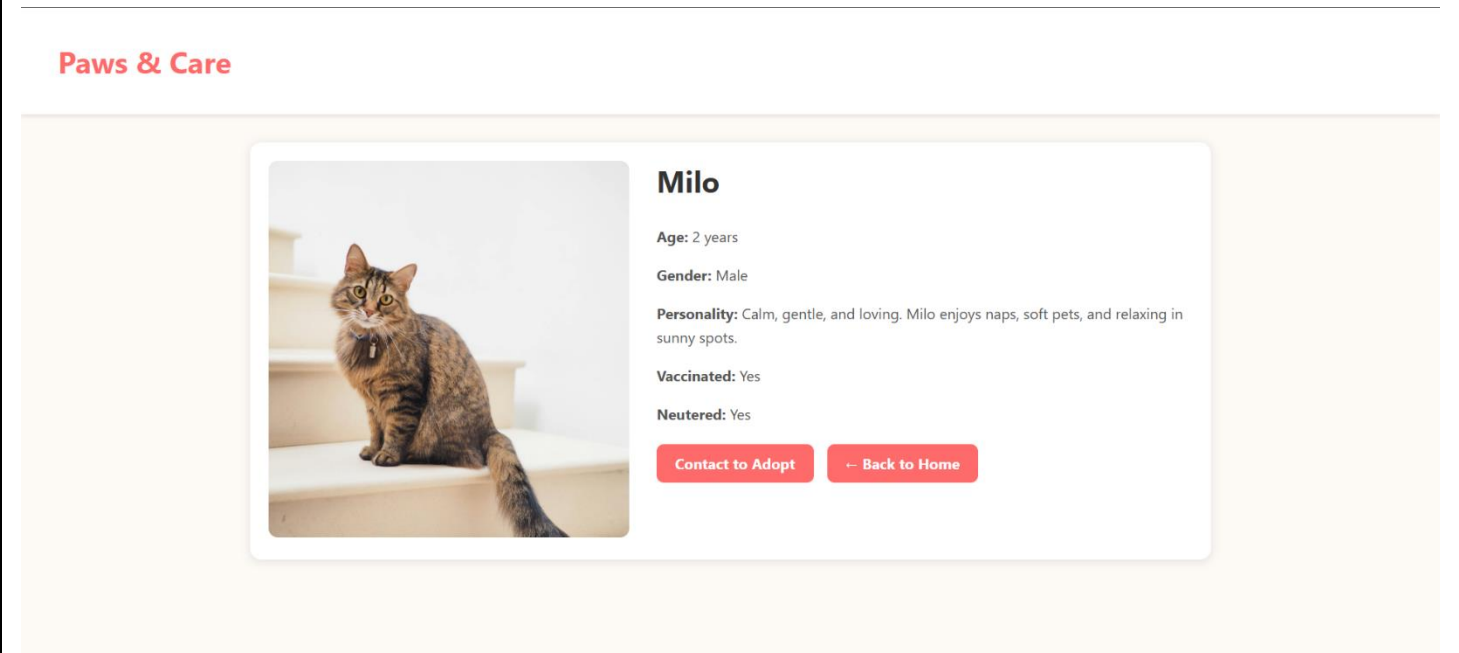 Paws & Care
Milo
Age: 2 years
Gender: Male
Personality: Calm, gentle, and loving. Milo enjoys naps, soft pets, and relaxing in
sunny spots.
Vaccinated: Yes
Neutered: Yes
Contact to Adopt
← Back to Home